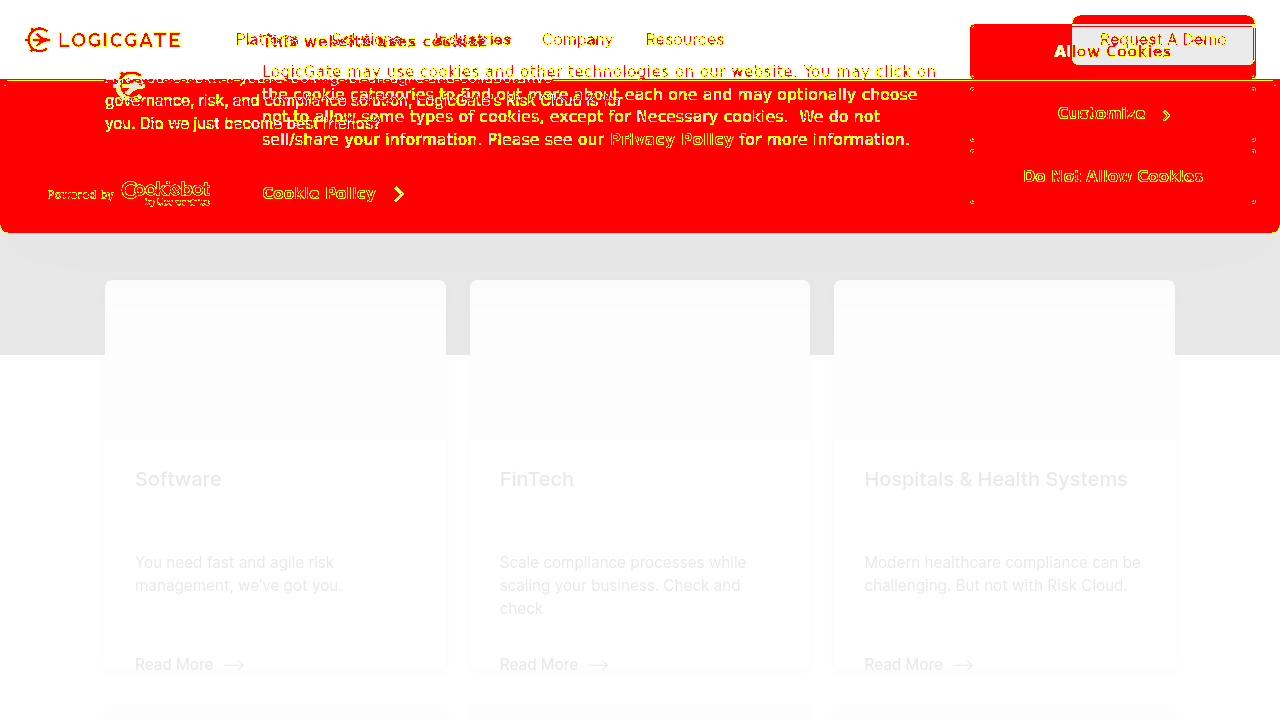 LOGICGATE
Platform Solutions Industries Company Resources
Request A Demo
This website uses cookies
Allow Cookies
LogicGate may use cookies and other technologies on our website. You may click on
the cookie categories to find out more about each one and may optionally choose
not to allow some types of cookies, except for Necessary cookies. We do not
sell/share your information. Please see our Privacy Policy for more information.
governance, risk, and compliance solution, LogicGate's Risk Cloud is for
you. Did we just become best friends?
Customize
Do Not Allow Cookies
Powered by Cookiebot
by Usercentrics
Cookie Policy
Software
You need fast and agile risk
management, we've got you.
Read More
FinTech
Scale compliance processes while
scaling your business. Check and
check
Read More
Hospitals & Health Systems
Modern healthcare compliance can be
challenging. But not with Risk Cloud.
Read More